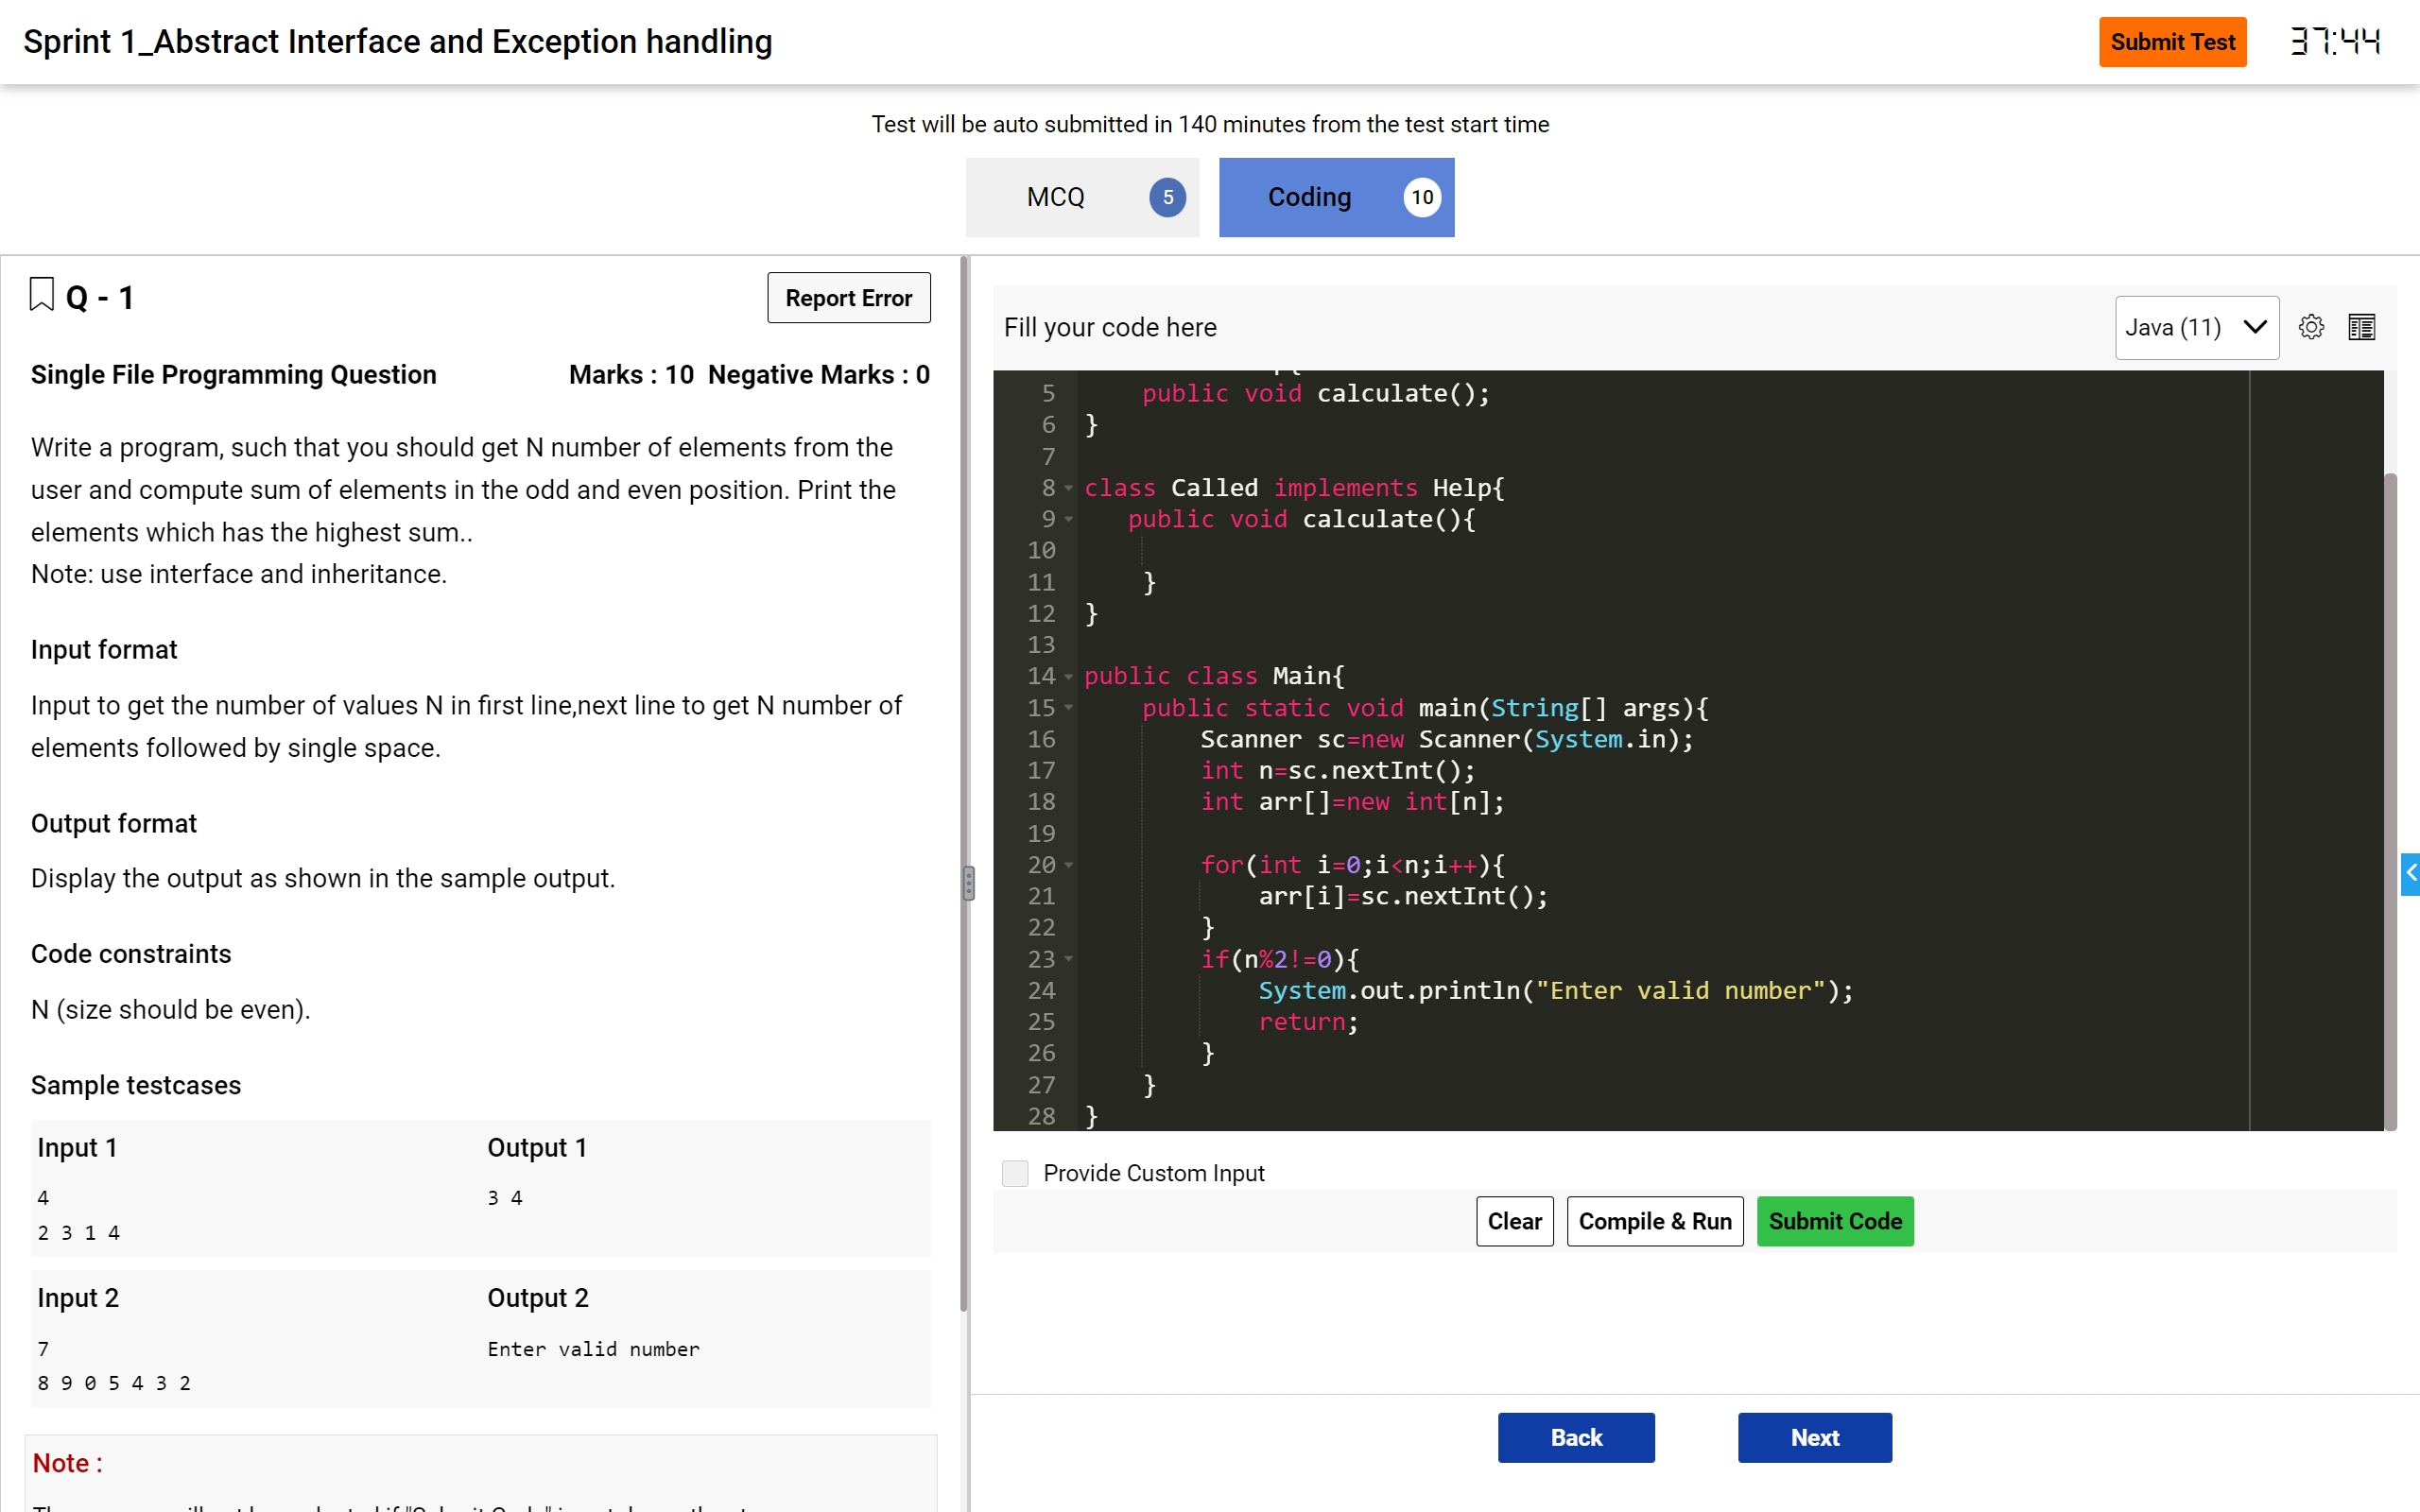 Sprint 1_Abstract Interface and Exception handling
Submit Test
37:44
Test will be auto submitted in 140 minutes from the test start time
MCQ 5
Coding 10
Q - 1
Report Error
Single File Programming Question
Marks : 10 Negative Marks : 0
Write a program, such that you should get N number of elements from the
user and compute sum of elements in the odd and even position. Print the
elements which has the highest sum..
Note: use interface and inheritance.
Input format
Input to get the number of values N in first line,next line to get N number of
elements followed by single space.
Output format
Display the output as shown in the sample output.
Code constraints
N (size should be even).
Sample testcases
Input 1
Output 1
4
3 4
2 3 1 4
Input 2
Output 2
7
Enter valid number
8 9 0 5 4 3 2
Note :
Fill your code here
Java (11)
5     public void calculate();
6 }
7
8 class Called implements Help{
9    public void calculate(){
10
11     }
12 }
13
14 public class Main{
15     public static void main(String[] args){
16         Scanner sc=new Scanner(System.in);
17         int n=sc.nextInt();
18         int arr[]=new int[n];
19
20         for(int i=0;i<n;i++){
21             arr[i]=sc.nextInt();
22         }
23         if(n%2!=0){
24             System.out.println("Enter valid number");
25             return;
26         }
27     }
28 }
Provide Custom Input
Clear
Compile & Run
Submit Code
Back
Next